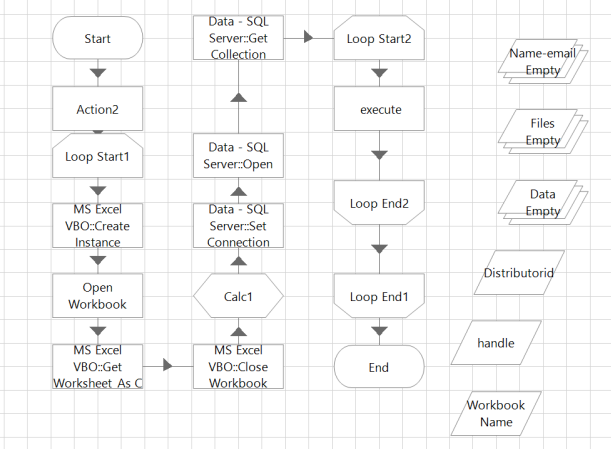 Start
Action2
Loop Start1
MS Excel
VBO::Create
Instance
Open
Workbook
MS Excel
VBO::Get
Worksheet As C
Data - SQL
Server::Get
Collection
Data - SQL
Server::Open
Data - SQL
Server::Set
Connection
Calc1
MS Excel
VBO::Close
Workbook
Loop Start2
execute
Loop End2
Loop End1
End
Name-email
Empty
Files
Empty
Data
Empty
Distributorid
handle
Workbook
Name